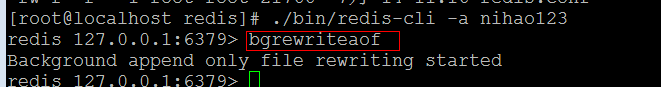 [root@localhost redis]# ./bin/redis-cli -a nihao123
redis 127.0.0.1:6379> bgrewriteaof
Background append only file rewriting started
redis 127.0.0.1:6379>